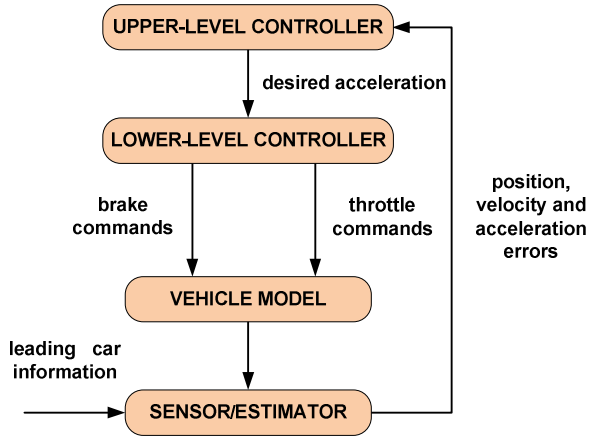 UPPER-LEVEL CONTROLLER
desired acceleration
LOWER-LEVEL CONTROLLER
brake
commands
throttle
commands
position,
velocity and
acceleration
errors
VEHICLE MODEL
leading car
information
SENSOR/ESTIMATOR